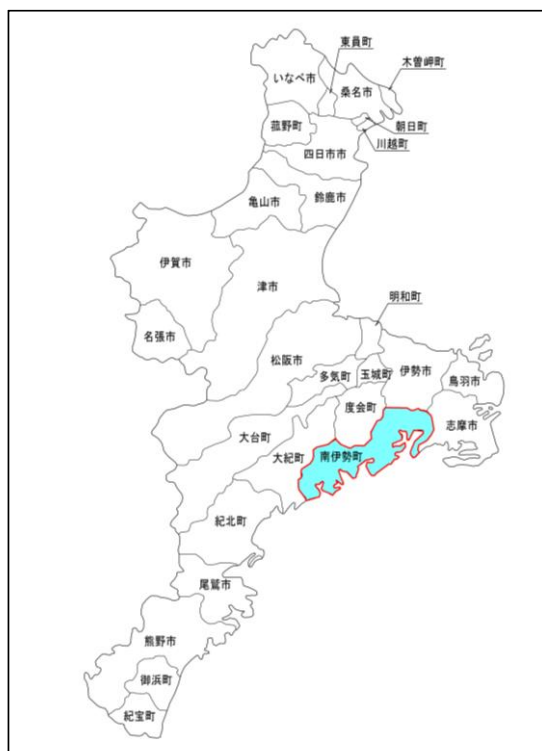 東員町
木曽岬町
いなべ市
桑名市
朝日町
菰野町
川越町
四日市市
亀山市
鈴鹿市
伊賀市
津市
明和町
名張市
松阪市
多気町
玉城町
伊勢市
鳥羽市
度会町
志摩市
大台町
大紀町
南伊勢町
紀北町
尾鷲市
熊野市
御浜町
紀宝町